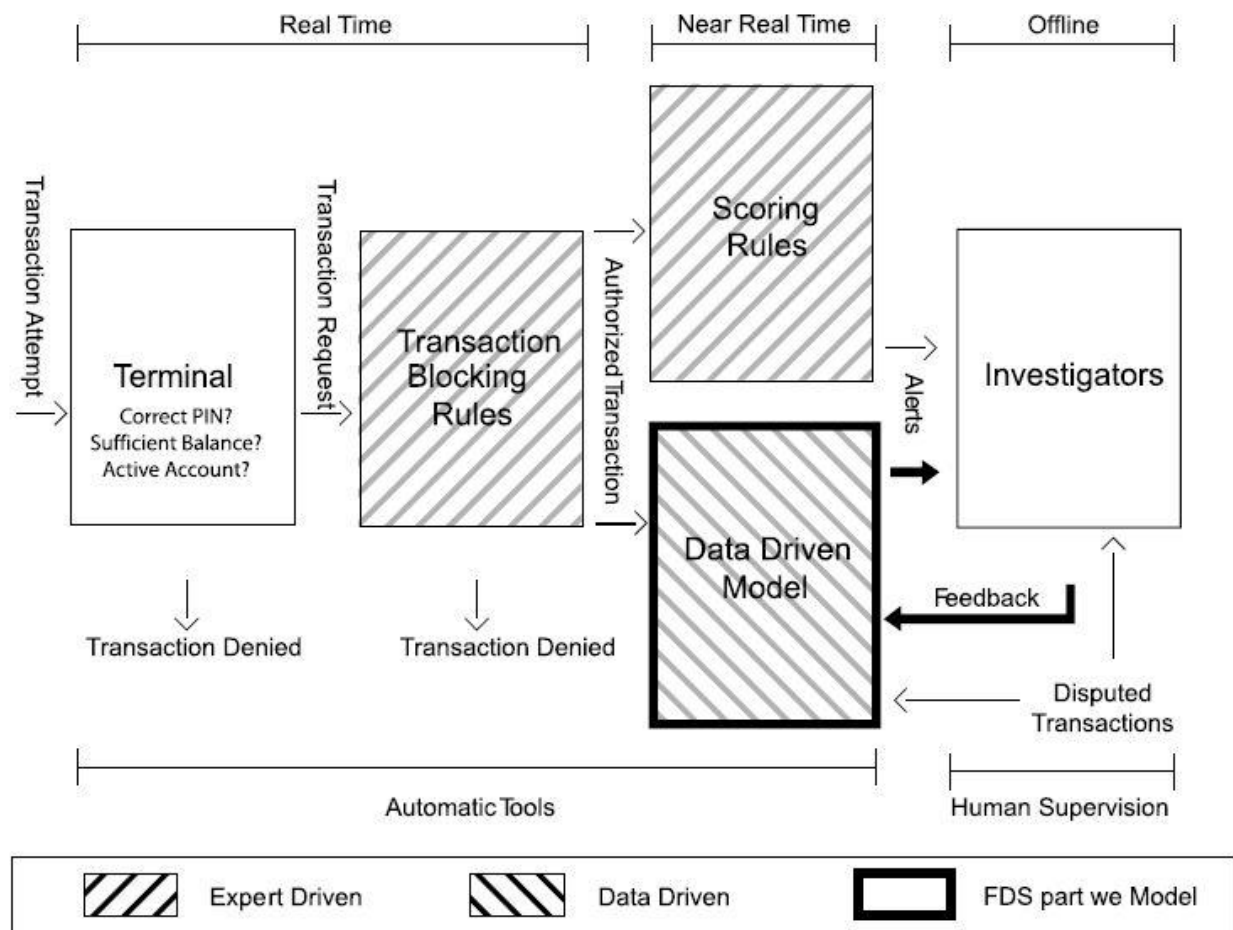 Real Time
Near Real Time
Offline
Transaction Attempt
Terminal
Correct PIN?
Sufficient Balance?
Active Account?
Transaction Request
Transaction
Blocking
Rules
Authorized Transaction
Scoring
Rules
Data Driven
Model
Alerts
Investigators
Feedback
Disputed
Transactions
Transaction Denied
Transaction Denied
Automatic Tools
Human Supervision
Expert Driven
Data Driven
FDS part we Model